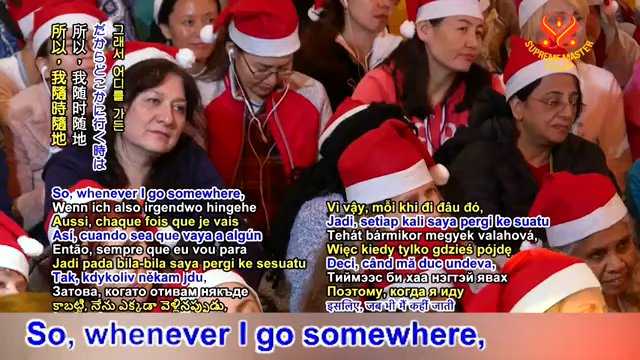 所以，我隨時隨地
所以，我随时随地
だからどこかに行く時は
그래서 어디를 가든
SUPREME MASTER
So, whenever I go somewhere,
Wenn ich also irgendwo hingehe
Aussi, chaque fois que je vais
Así, cuando sea que vaya a algún
Então, sempre que eu vou para
Jadi pada bila-bila saya pergi ke sesuatu
Tak, kdykoliv někam jdu,
Затова, когато отивам някъде
కాబట్టి, నేను ఎక్కడా వెళ్లినప్పుడు,
Vì vậy, mỗi khi đi đâu đó,
Jadi, setiap kali saya pergi ke suatu
Tehát bármikor megyek valahová,
Więc kiedy tylko gdzieś pójdę
Deci, când mă duc undeva,
Тиймээс би хаа нэгтэй явах
Поэтому, когда я иду
इसलिए, जब भी मैं कहीं जाती
So, whenever I go somewhere,